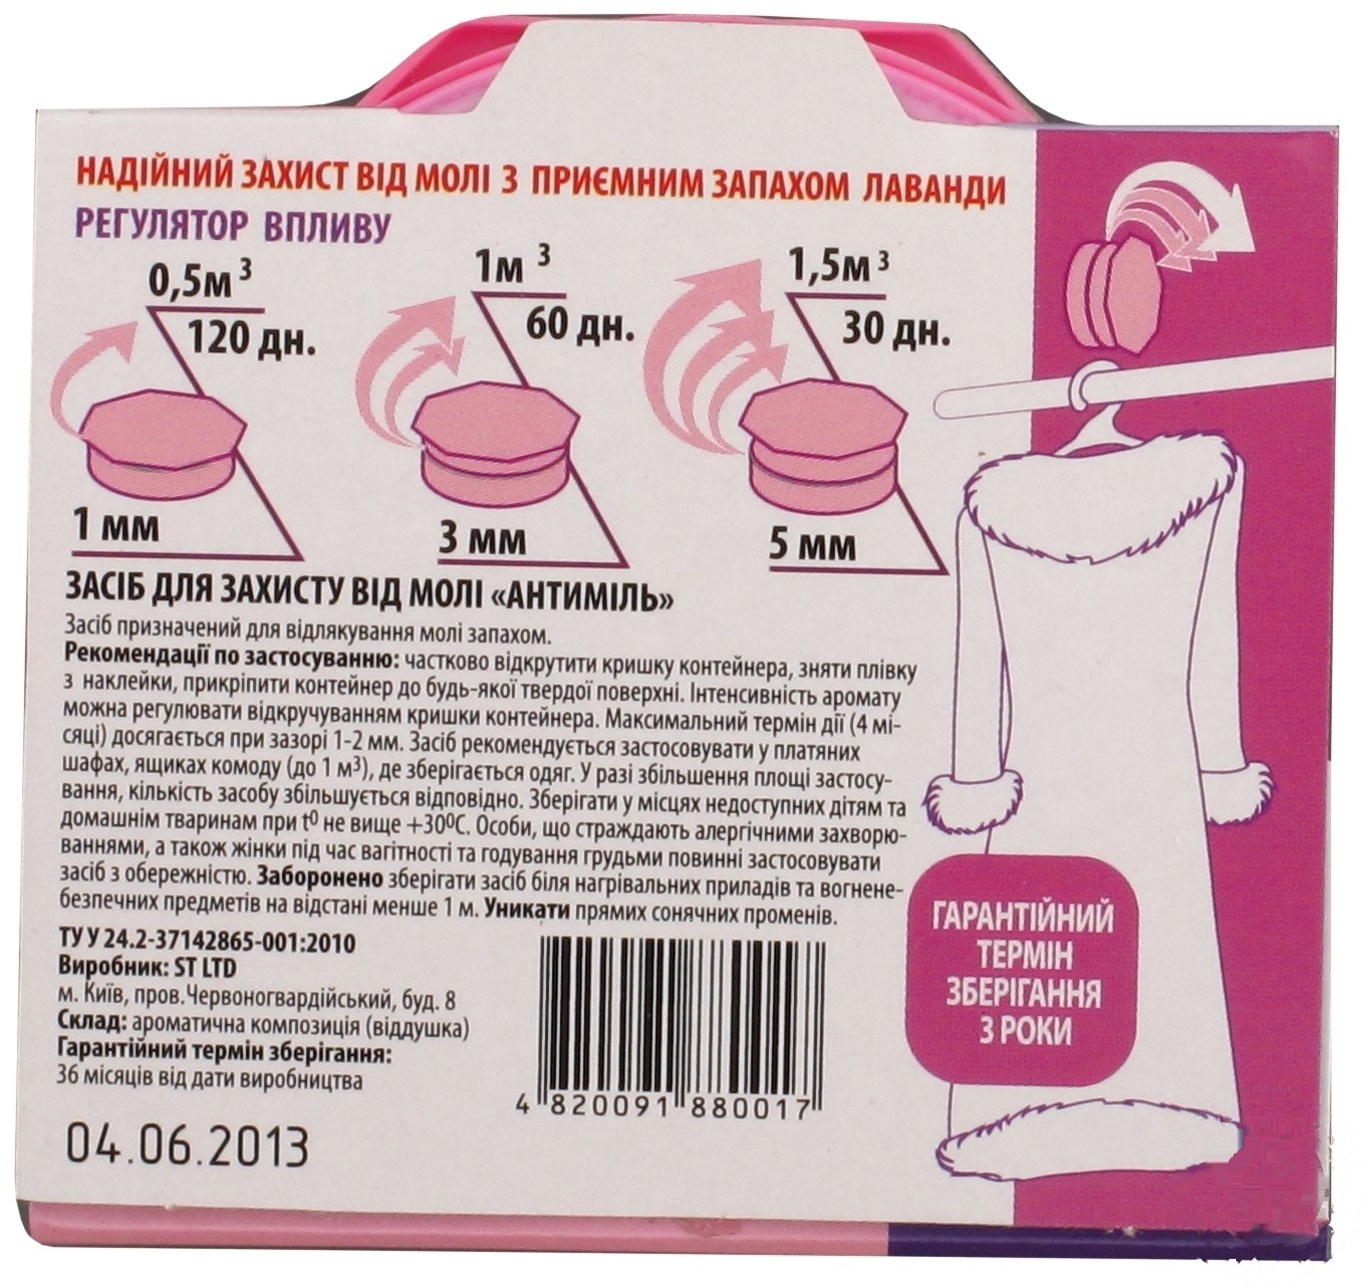 НАДІЙНИЙ ЗАХИСТ ВІД МОЛІ З ПРИЄМНИМ ЗАПАХОМ ЛАВАНДИ
РЕГУЛЯТОР ВПЛИВУ
0,5м³
120 дн.
1 мм
1м ³
60 дн.
3 мм
1,5м³
30 дн.
5 мм
ЗАСІБ ДЛЯ ЗАХИСТУ ВІД МОЛІ «АНТИМІЛЬ»
Засіб призначений для відлякування молі запахом.
Рекомендації по застосуванню: частково відкрутити кришку контейнера, зняти плівку
з наклейки, прикріпити контейнер до будь-якої твердої поверхні. Інтенсивність аромату
можна регулювати відкручуванням кришки контейнера. Максимальний термін дії (4 мі-
сяці) досягається при зазорі 1-2 мм. Засіб рекомендується застосовувати у платяних
шафах, ящиках комоду (до 1 м³), де зберігається одяг. У разі збільшення площі застосу-
вання, кількість засобу збільшується відповідно. Зберігати у місцях недоступних дітям та
домашнім тваринам при t⁰ не вище +30⁰С. Особи, що страждають алергічними захворю-
ваннями, а також жінки під час вагітності та годування грудьми повинні застосовувати
засіб з обережністю. Заборонено зберігати засіб біля нагрівальних приладів та вогнене-
безпечних предметів на відстані менше 1 м. Уникати прямих сонячних променів.
ТУ У 24.2-37142865-001:2010
Виробник: ST LTD
м. Київ, пров.Червоногвардійський, буд. 8
Склад: ароматична композиція (віддушка)
Гарантійний термін зберігання:
36 місяців від дати виробництва
04.06.2013
4 820091 880017
ГАРАНТІЙНИЙ
ТЕРМІН
ЗБЕРІГАННЯ
3 РОКИ